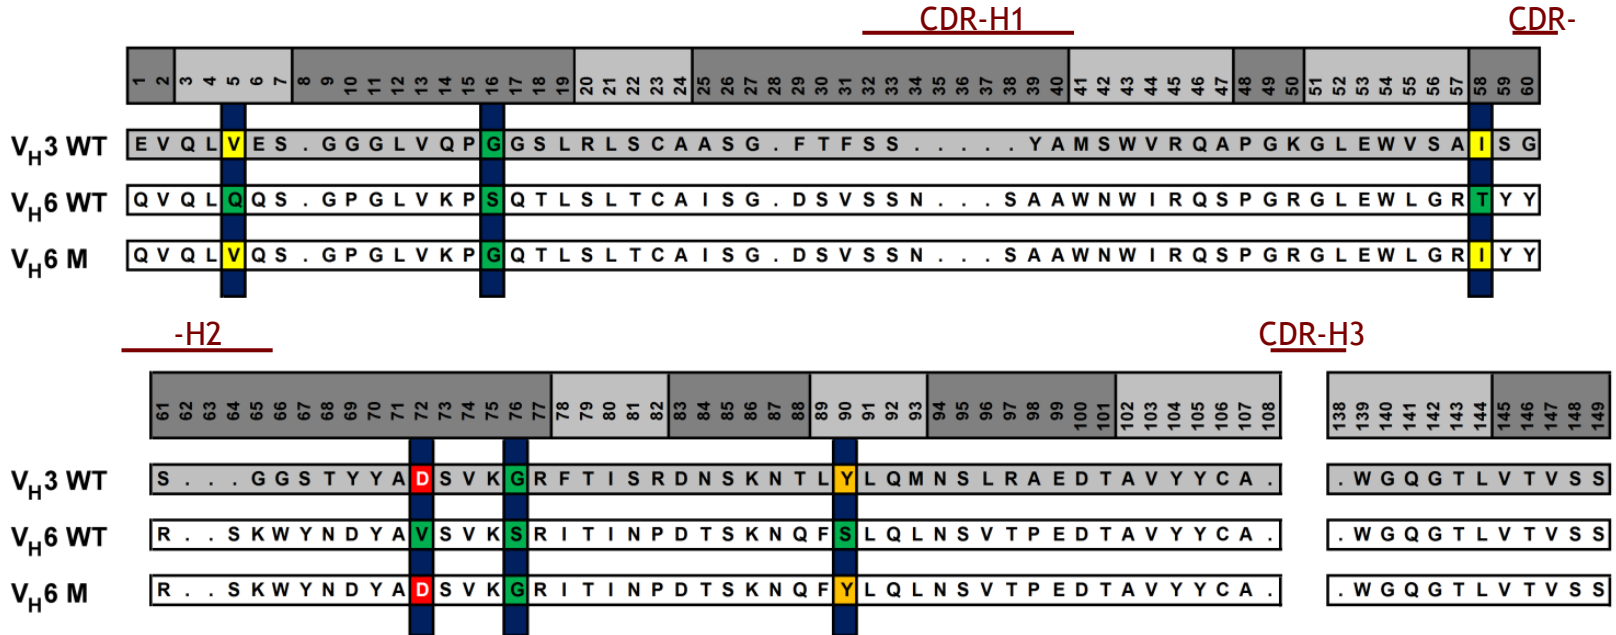 CDR-H1 CDR-
1 2 3 4 5 6 7 8 9 10 11 12 13 14 15 16 17 18 19 20 21 22 23 24 25 26 27 28 29 30 31 32 33 34 35 36 37 38 39 40 41 42 43 44 45 46 47 48 49 50 51 52 53 54 55 56 57 58 59 60
VH3 WT E V Q L V E S . G G G L V Q P G G S L R L S C A A S G . F T F S S . . . . . Y A M S W V R Q A P G K G L E W V S A I S G
VH6 WT Q V Q L Q Q S . G P G L V K P S Q T L S L T C A I S G . D S V S S N . . . S A A W N W I R Q S P G R G L E W L G R T Y Y
VH6 M Q V Q L V Q S . G P G L V K P G Q T L S L T C A I S G . D S V S S N . . . S A A W N W I R Q S P G R G L E W L G R I Y Y
-H2 CDR-H3
61 62 63 64 65 66 67 68 69 70 71 72 73 74 75 76 77 78 79 80 81 82 83 84 85 86 87 88 89 90 91 92 93 94 95 96 97 98 99 100 101 102 103 104 105 106 107 108 138 139 140 141 142 143 144 145 146 147 148 149
VH3 WT S . . . G G S T Y Y A D S V K G R F T I S R D N S K N T L Y L Q M N S L R A E D T A V Y Y C A . . W G Q G T L V T V S S
VH6 WT R . . S K W Y N D Y A V S V K S R I T I N P D T S K N Q F S L Q L N S V T P E D T A V Y Y C A . . W G Q G T L V T V S S
VH6 M R . . S K W Y N D Y A D S V K G R I T I N P D T S K N Q F Y L Q L N S V T P E D T A V Y Y C A . . W G Q G T L V T V S S